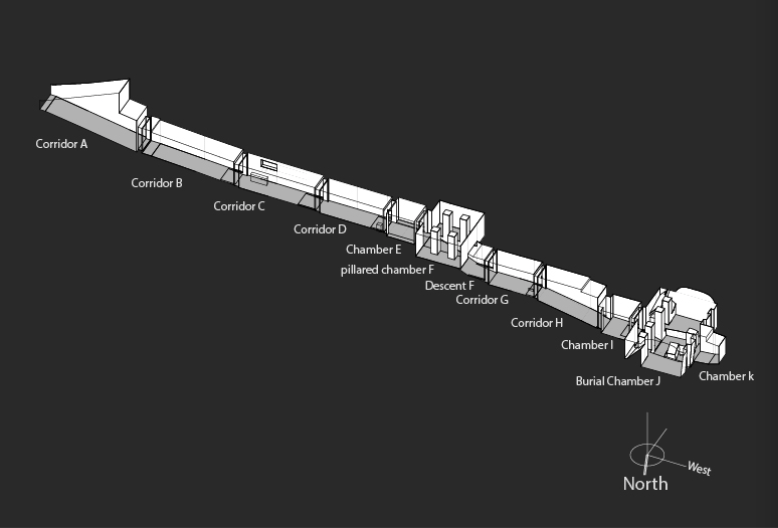 Corridor A
Corridor B
Corridor C
Corridor D
Chamber E
pillared chamber F
Descent F
Corridor G
Corridor H
Chamber I
Burial Chamber J
Chamber k
West
North